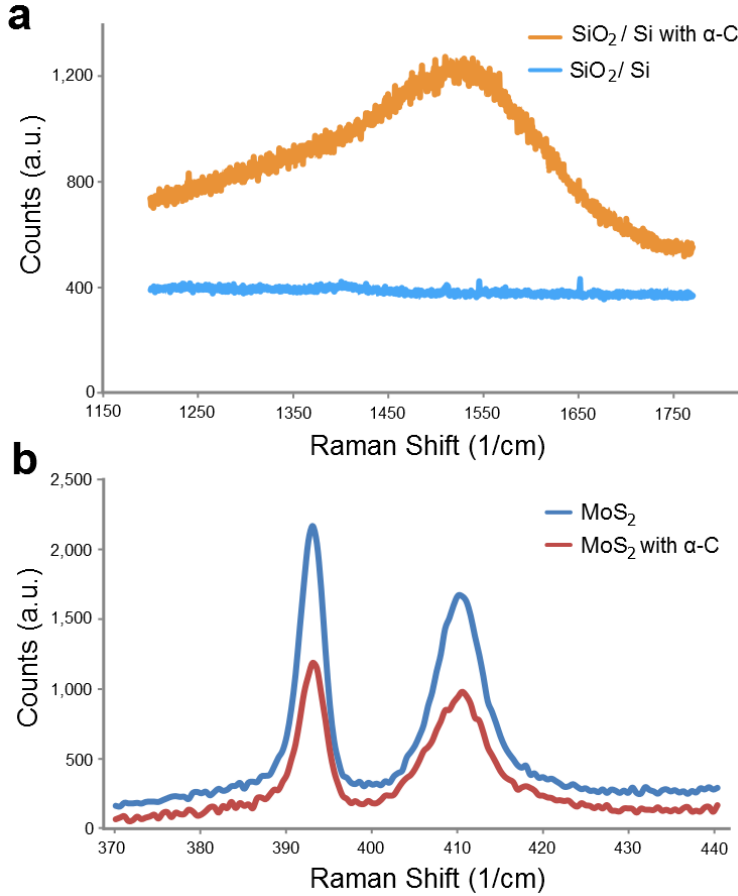 a
SiO₂ / Si with α-C
SiO₂/ Si
1,200
800
400
0
Counts (a.u.)
1150 1250 1350 1450 1550 1650 1750
Raman Shift (1/cm)
b
MoS₂
MoS₂ with α-C
2,500
2,000
1,500
1,000
500
0
Counts (a.u.)
370 380 390 400 410 420 430 440
Raman Shift (1/cm)